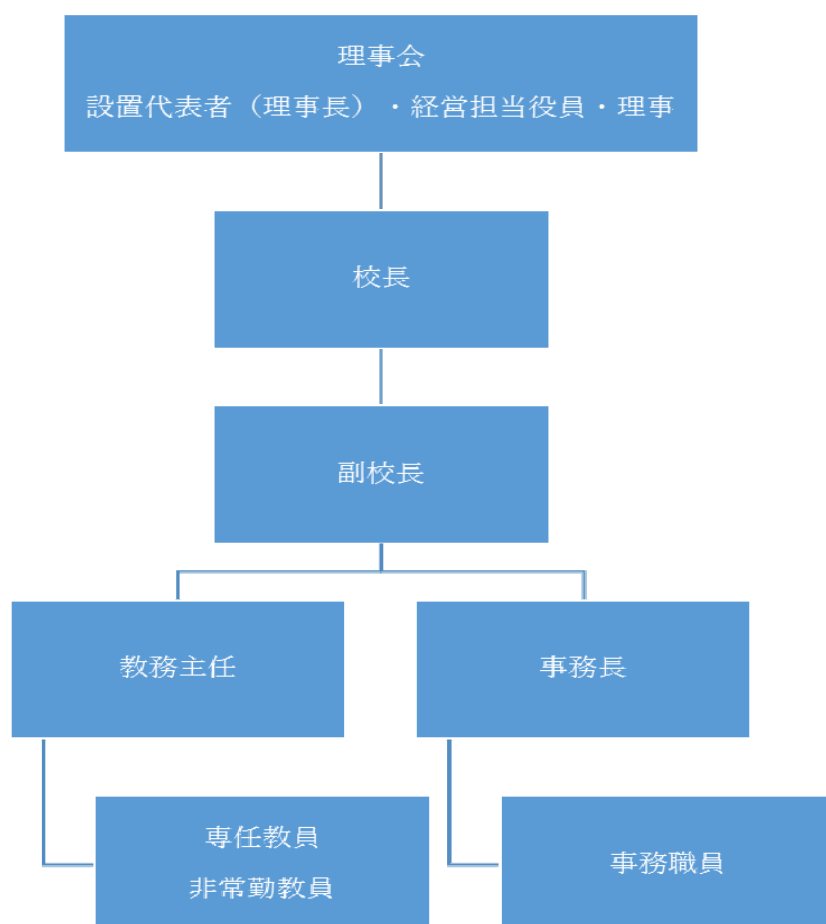 理事会
設置代表者（理事長）・経営担当役員・理事
校長
副校長
教務主任
事務長
専任教員
非常勤教員
事務職員